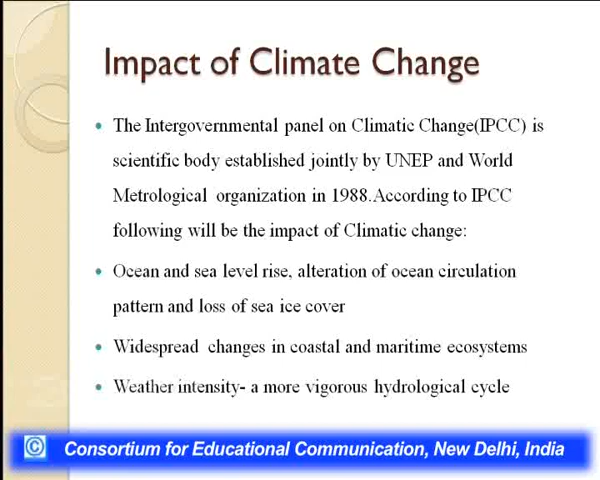 Impact of Climate Change
• The Intergovernmental panel on Climatic Change(IPCC) is
scientific body established jointly by UNEP and World
Metrological organization in 1988.According to IPCC
following will be the impact of Climatic change:
• Ocean and sea level rise, alteration of ocean circulation
pattern and loss of sea ice cover
• Widespread changes in coastal and maritime ecosystems
• Weather intensity- a more vigorous hydrological cycle
© Consortium for Educational Communication, New Delhi, India